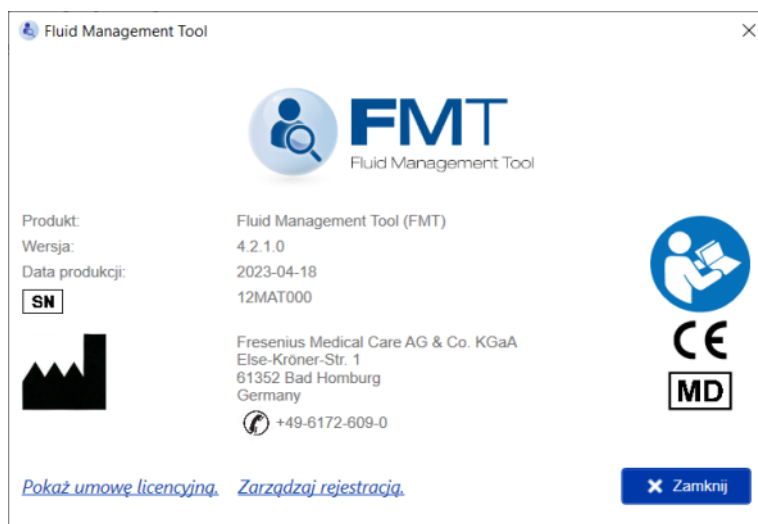 Fluid Management Tool
FMT
Fluid Management Tool
Produkt: Fluid Management Tool (FMT)
Wersja: 4.2.1.0
Data produkcji: 2023-04-18
SN 12MAT000
Fresenius Medical Care AG & Co. KGaA
Else-Kröner-Str. 1
61352 Bad Homburg
Germany
+49-6172-609-0
CE
MD
Pokaż umowę licencyjną. Zarządzaj rejestracją. Zamknij